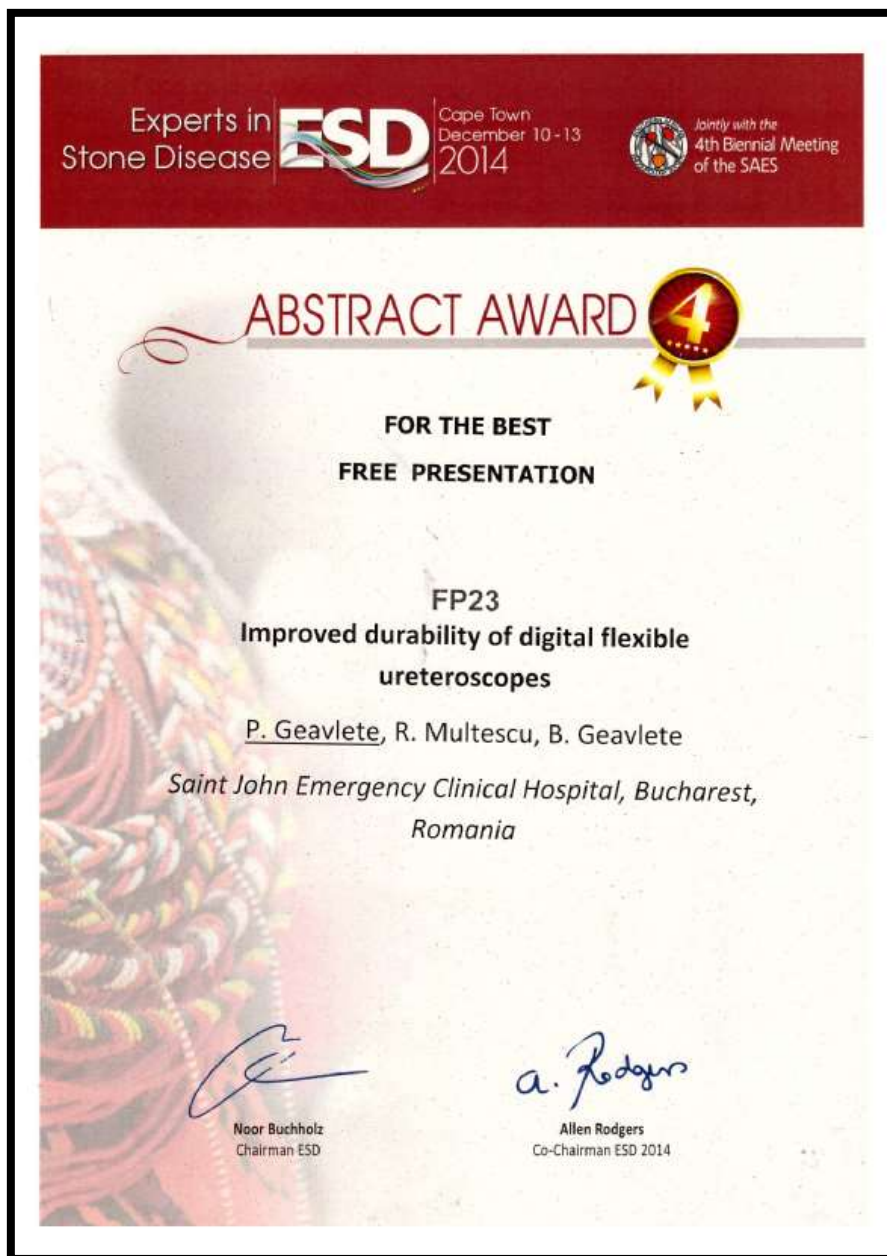 Experts in
Stone Disease
ESD
Cape Town
December 10-13
2014
Jointly with the
4th Biennial Meeting
of the SAES
ABSTRACT AWARD
4
FOR THE BEST
FREE PRESENTATION
FP23
Improved durability of digital flexible
ureteroscopes
P. Geavlete, R. Multescu, B. Geavlete
Saint John Emergency Clinical Hospital, Bucharest,
Romania
a. Rodgers
Noor Buchholz
Chairman ESD
Allen Rodgers
Co-Chairman ESD 2014